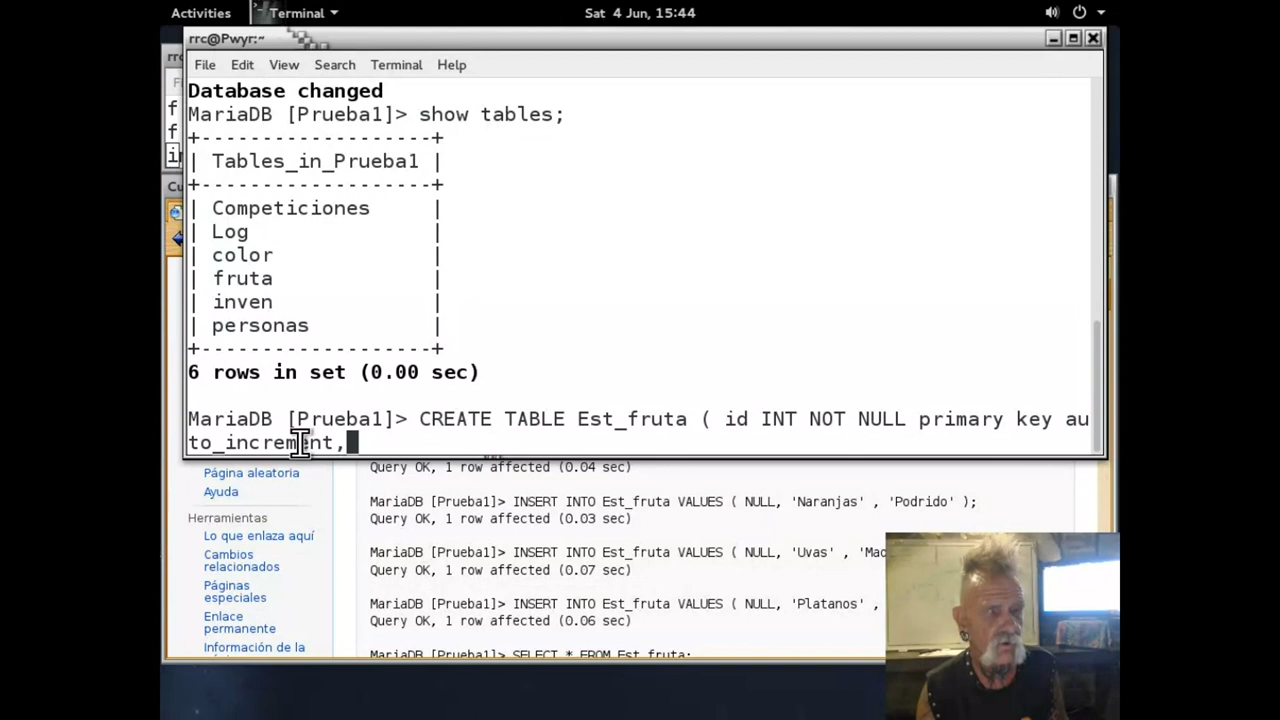 Activities
Terminal
Sat 4 Jun, 15:44
rrc@Pwyr:~
File Edit View Search Terminal Help
Database changed
MariaDB [Prueba1]> show tables;
+-------------------+
| Tables_in_Prueba1 |
+-------------------+
| Competiciones |
| Log |
| color |
| fruta |
| inven |
| personas |
+-------------------+
6 rows in set (0.00 sec)
MariaDB [Prueba1]> CREATE TABLE Est_fruta ( id INT NOT NULL primary key au
to_increment,
Página aleatoria
Ayuda
Herramientas
Lo que enlaza aquí
Cambios
relacionados
Páginas
especiales
Enlace
permanente
Información de la
Query OK, 1 row affected (0.04 sec)
MariaDB [Prueba1]> INSERT INTO Est_fruta VALUES ( NULL, 'Naranjas' , 'Podrido' );
Query OK, 1 row affected (0.03 sec)
MariaDB [Prueba1]> INSERT INTO Est_fruta VALUES ( NULL, 'Uvas' ,
Query OK, 1 row affected (0.07 sec)
MariaDB [Prueba1]> INSERT INTO Est_fruta VALUES ( NULL, 'Platanos' ,
Query OK, 1 row affected (0.06 sec)
MariaDB [Prueba1]> SELECT * FROM Est_fruta;